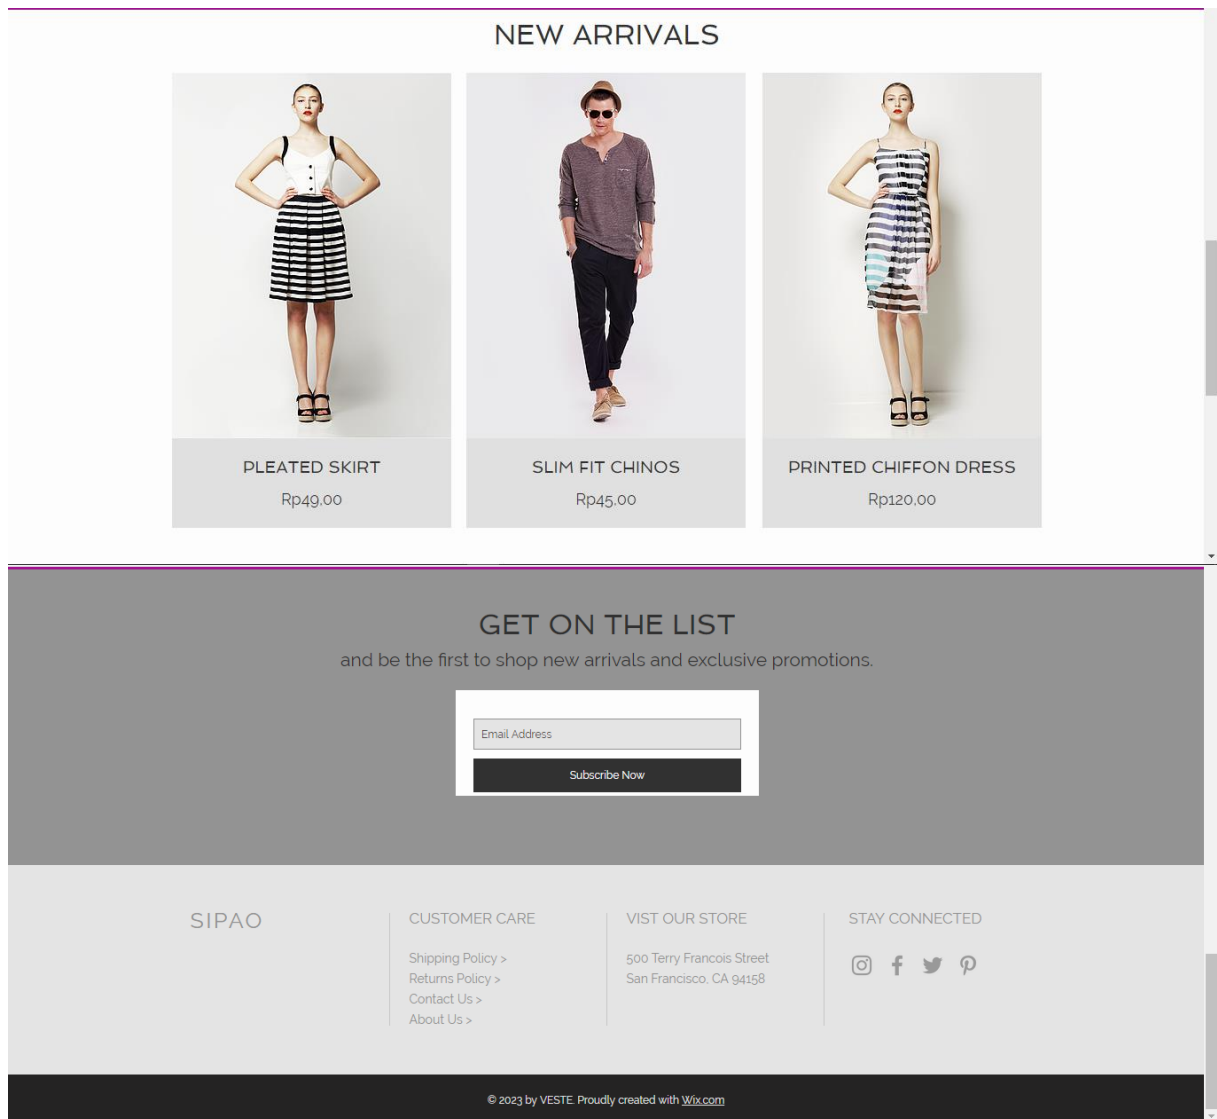 NEW ARRIVALS
PLEATED SKIRT
Rp49,00
SLIM FIT CHINOS
Rp45,00
PRINTED CHIFFON DRESS
Rp120,00
GET ON THE LIST
and be the first to shop new arrivals and exclusive promotions.
Email Address
Subscribe Now
SIPAO
CUSTOMER CARE
Shipping Policy >
Returns Policy >
Contact Us >
About Us >
VIST OUR STORE
500 Terry Francois Street
San Francisco, CA 94158
STAY CONNECTED
© 2023 by VESTE. Proudly created with Wix.com